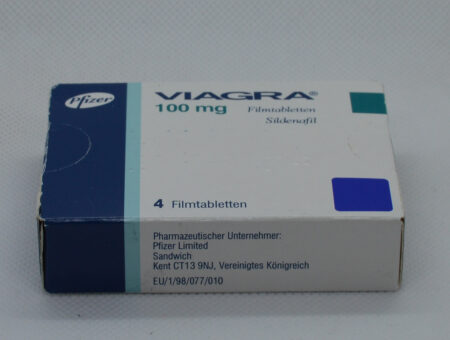 Pfizer
VIAGRA®
100 mg Filmtabletten
Sildenafil
4 Filmtabletten
Pharmazeutischer Unternehmer:
Pfizer Limited
Sandwich
Kent CT13 9NJ, Vereinigtes Königreich
EU/1/98/077/010